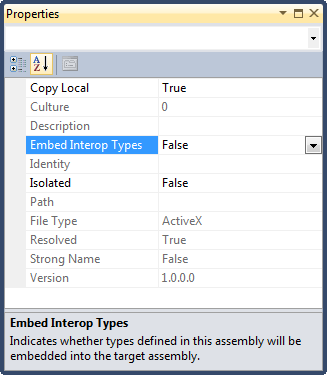 Properties
Copy Local True
Culture 0
Description
Embed Interop Types False
Identity
Isolated False
Path
File Type ActiveX
Resolved True
Strong Name False
Version 1.0.0.0
Embed Interop Types
Indicates whether types defined in this assembly will be
embedded into the target assembly.